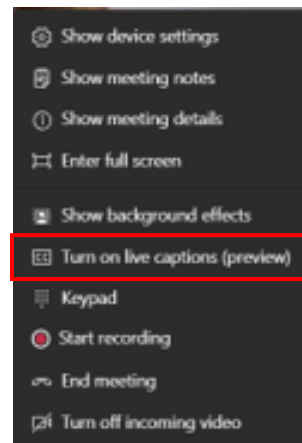 Show device settings
Show meeting notes
Show meeting details
Enter full screen
Show background effects
CC Turn on live captions (preview)
Keypad
Start recording
End meeting
Turn off incoming video